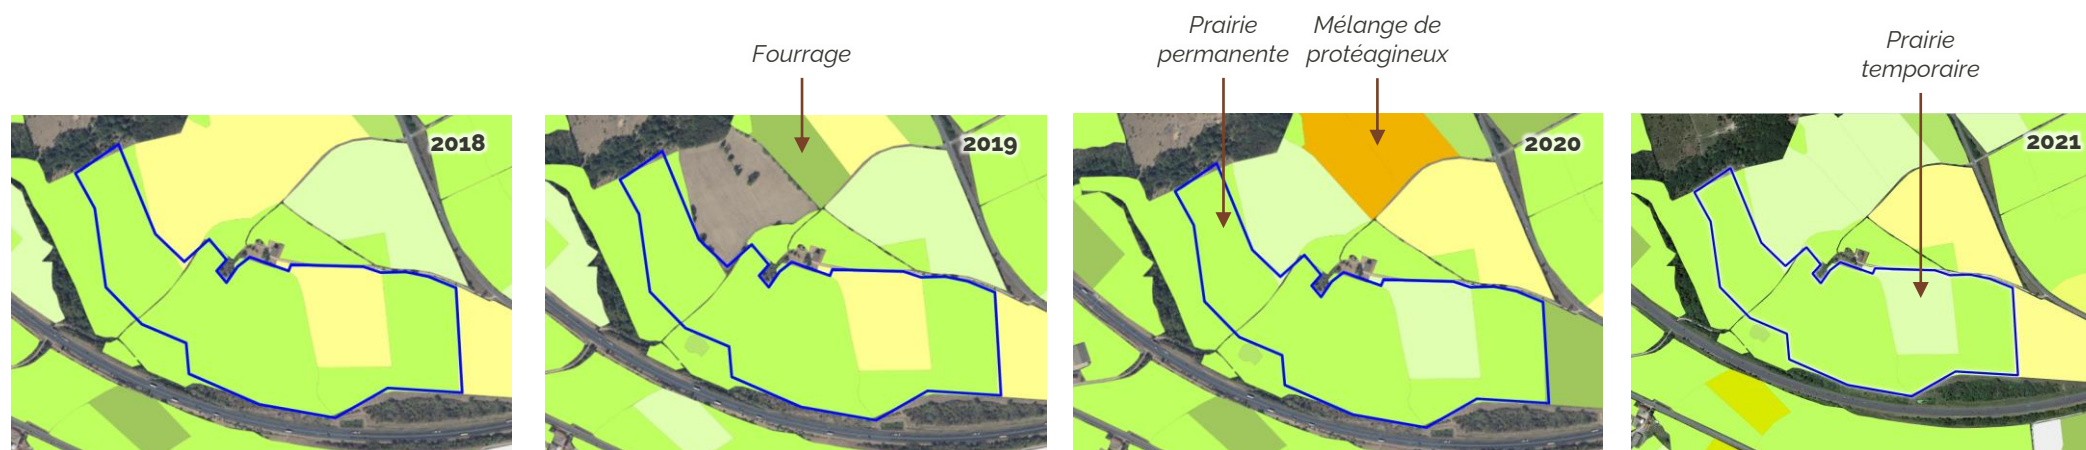 2018
Fourrage
2019
Prairie
permanente
Mélange de
protéagineux
2020
Prairie
temporaire
2021